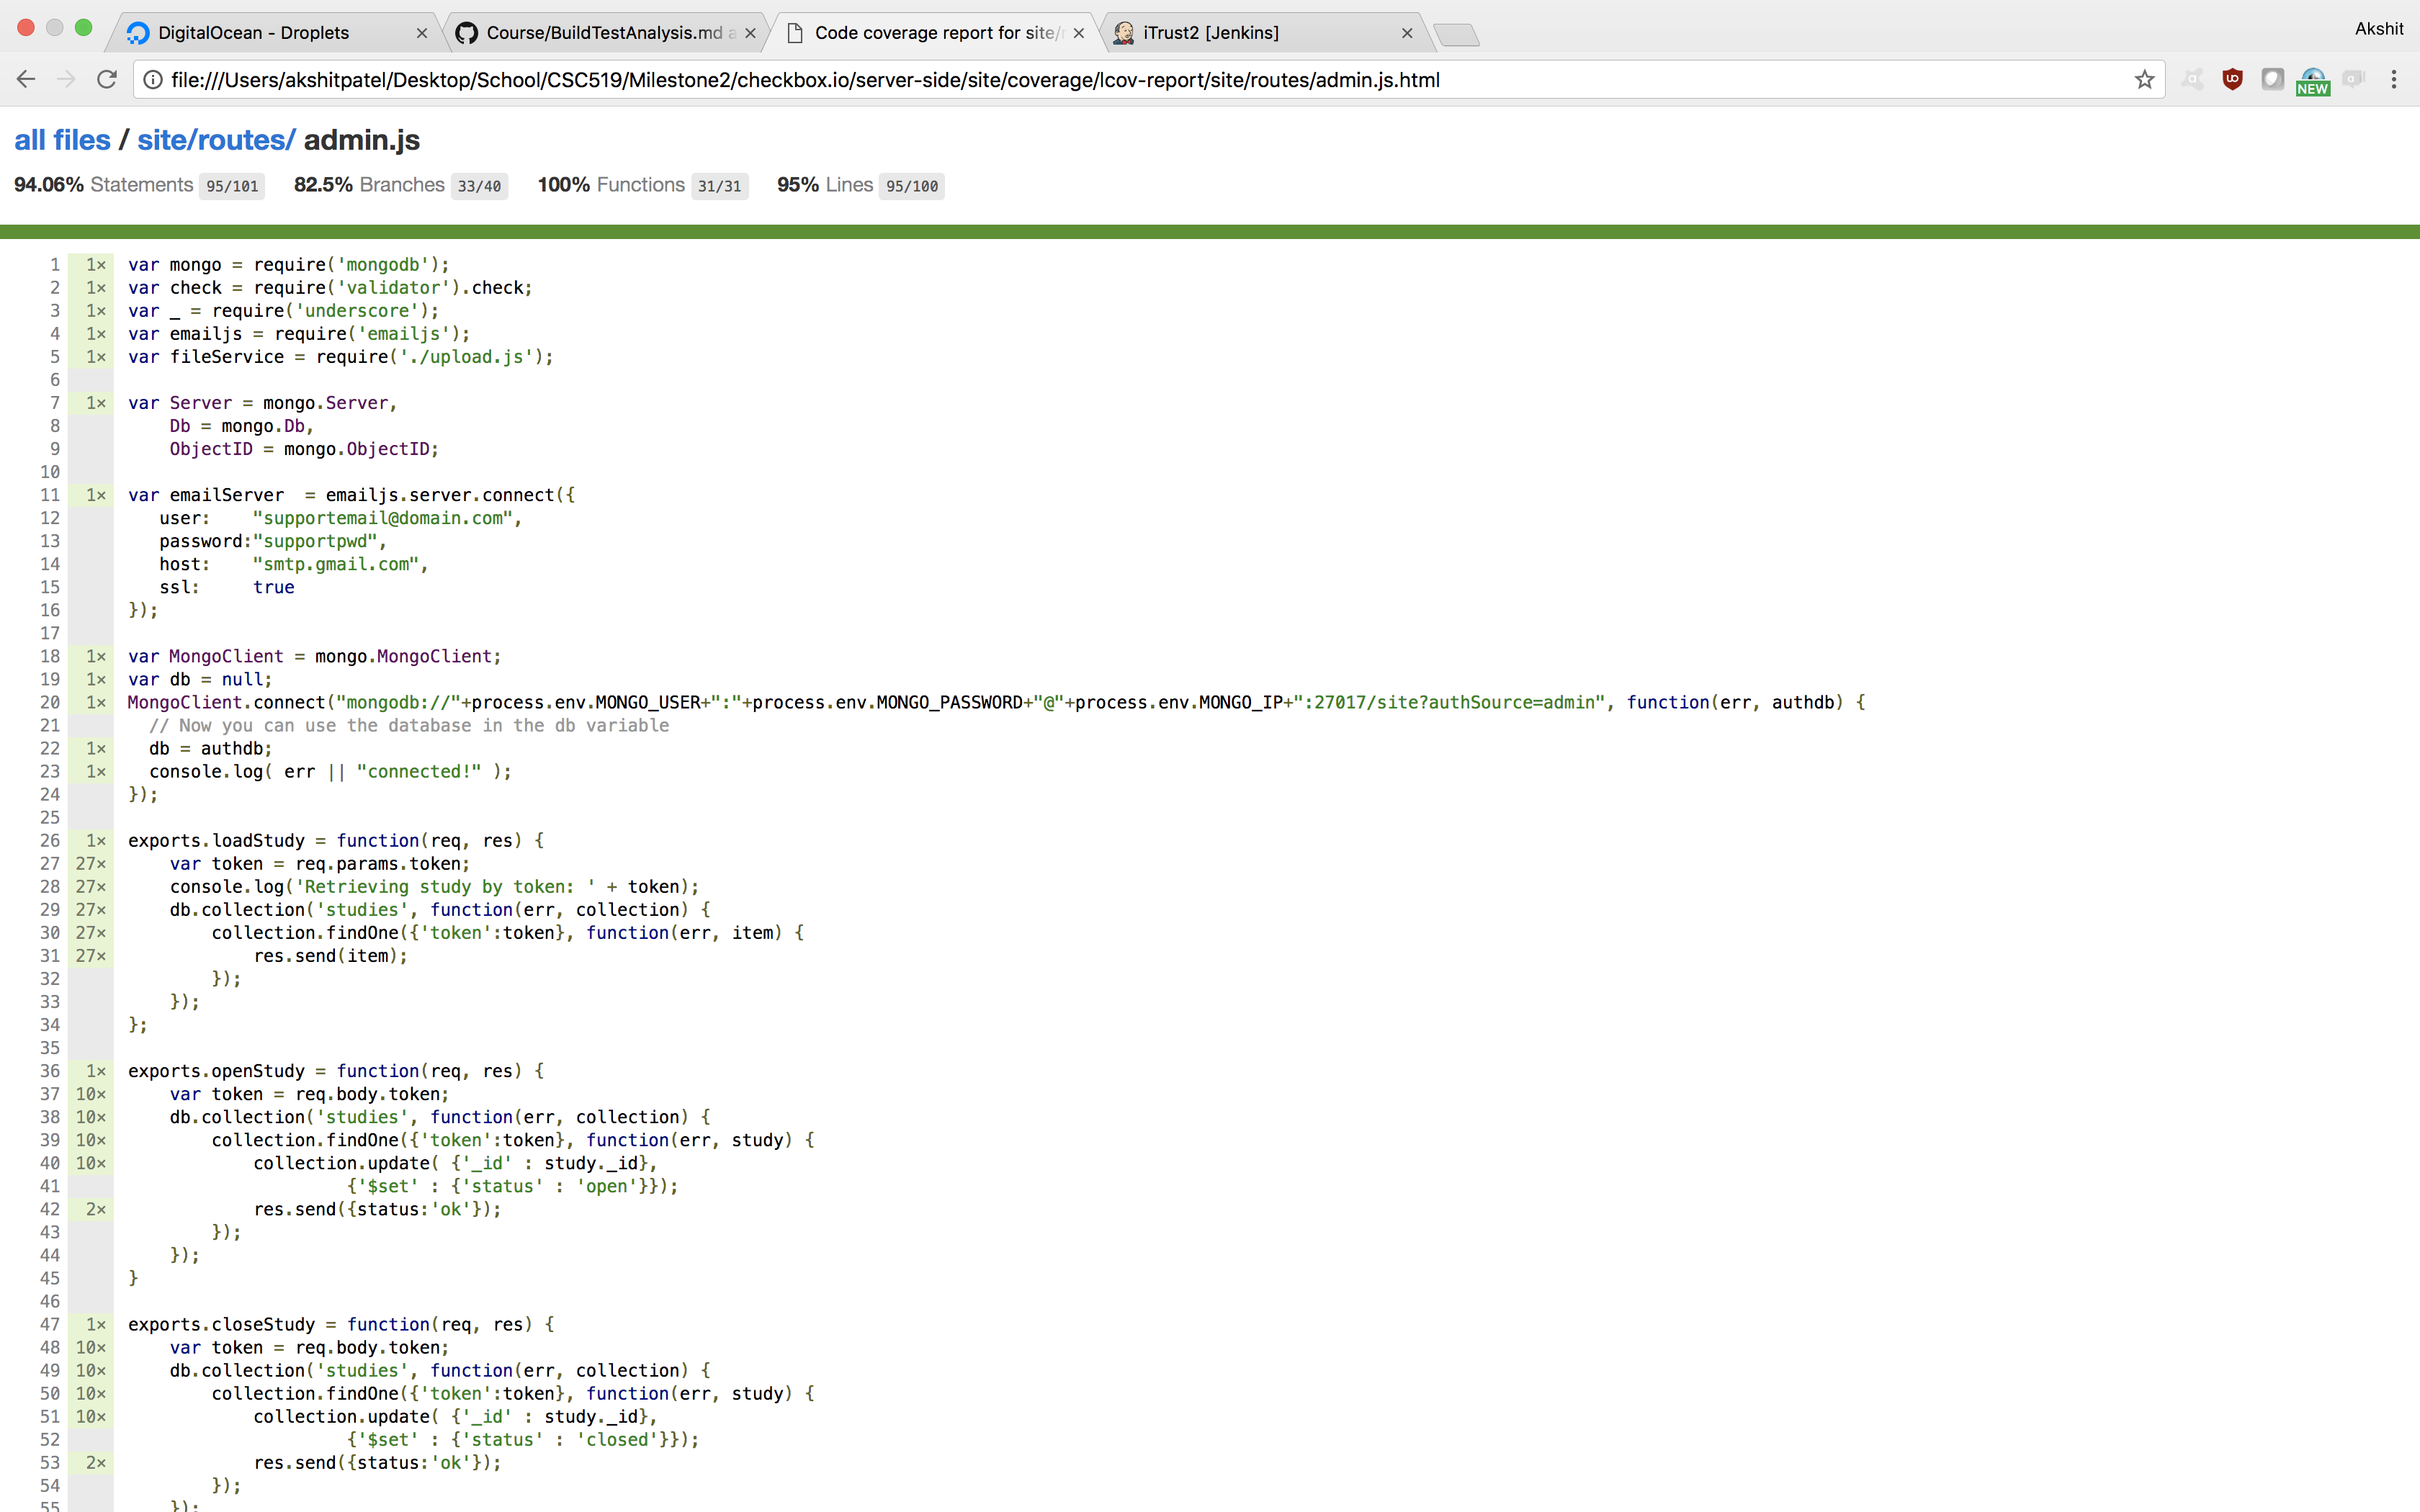 DigitalOcean - Droplets
Course/BuildTestAnalysis.md a
Code coverage report for site/
iTrust2 [Jenkins]
Akshit
file:///Users/akshitpatel/Desktop/School/CSC519/Milestone2/checkbox.io/server-side/site/coverage/lcov-report/site/routes/admin.js.html
NEW
all files / site/routes/ admin.js
94.06% Statements 95/101 82.5% Branches 33/40 100% Functions 31/31 95% Lines 95/100
1 1× var mongo = require('mongodb');
2 1× var check = require('validator').check;
3 1× var _ = require('underscore');
4 1× var emailjs = require('emailjs');
5 1× var fileService = require('./upload.js');
6
7 1× var Server = mongo.Server,
8 Db = mongo.Db,
9 ObjectID = mongo.ObjectID;
10
11 1× var emailServer  = emailjs.server.connect({
12 user:    "supportemail@domain.com",
13 password:"supportpwd",
14 host:    "smtp.gmail.com",
15 ssl:     true
16 });
17
18 1× var MongoClient = mongo.MongoClient;
19 1× var db = null;
20 1× MongoClient.connect("mongodb://"+process.env.MONGO_USER+":"+process.env.MONGO_PASSWORD+"@"+process.env.MONGO_IP+":27017/site?authSource=admin", function(err, authdb) {
21 // Now you can use the database in the db variable
22 1× db = authdb;
23 1× console.log( err || "connected!" );
24 });
25
26 1× exports.loadStudy = function(req, res) {
27 27× var token = req.params.token;
28 27× console.log('Retrieving study by token: ' + token);
29 27× db.collection('studies', function(err, collection) {
30 27× collection.findOne({'token':token}, function(err, item) {
31 27× res.send(item);
32 });
33 });
34 };
35
36 1× exports.openStudy = function(req, res) {
37 10× var token = req.body.token;
38 10× db.collection('studies', function(err, collection) {
39 10× collection.findOne({'token':token}, function(err, study) {
40 10× collection.update( {'_id' : study._id},
41 {'$set' : {'status' : 'open'}});
42 2× res.send({status:'ok'});
43 });
44 });
45 }
46
47 1× exports.closeStudy = function(req, res) {
48 10× var token = req.body.token;
49 10× db.collection('studies', function(err, collection) {
50 10× collection.findOne({'token':token}, function(err, study) {
51 10× collection.update( {'_id' : study._id},
52 {'$set' : {'status' : 'closed'}});
53 2× res.send({status:'ok'});
54 });
55 });